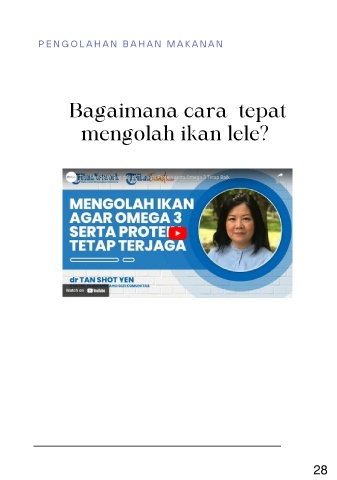 PENGOLAHAN BAHAN MAKANAN
Bagaimana cara tepat
mengolah ikan lele?
MENGOLAH IKAN
AGAR OMEGA 3
SERTA PROTEIN
TETAP TERJAGA
dr TAN SHOT YEN
Watch on YouTube
28